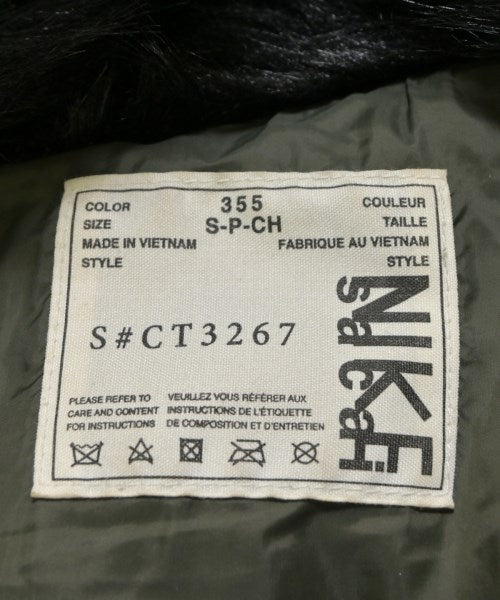 COLOR 355 COULEUR
SIZE S-P-CH TAILLE
MADE IN VIETNAM FABRIQUE AU VIETNAM
STYLE STYLE
S#CT3267
NIKE
sacai
PLEASE REFER TO VEUILLEZ VOUS RÉFÉRER AUX
CARE AND CONTENT INSTRUCTIONS DE L'ÉTIQUETTE
FOR INSTRUCTIONS DE COMPOSITION ET D'ENTRETIEN